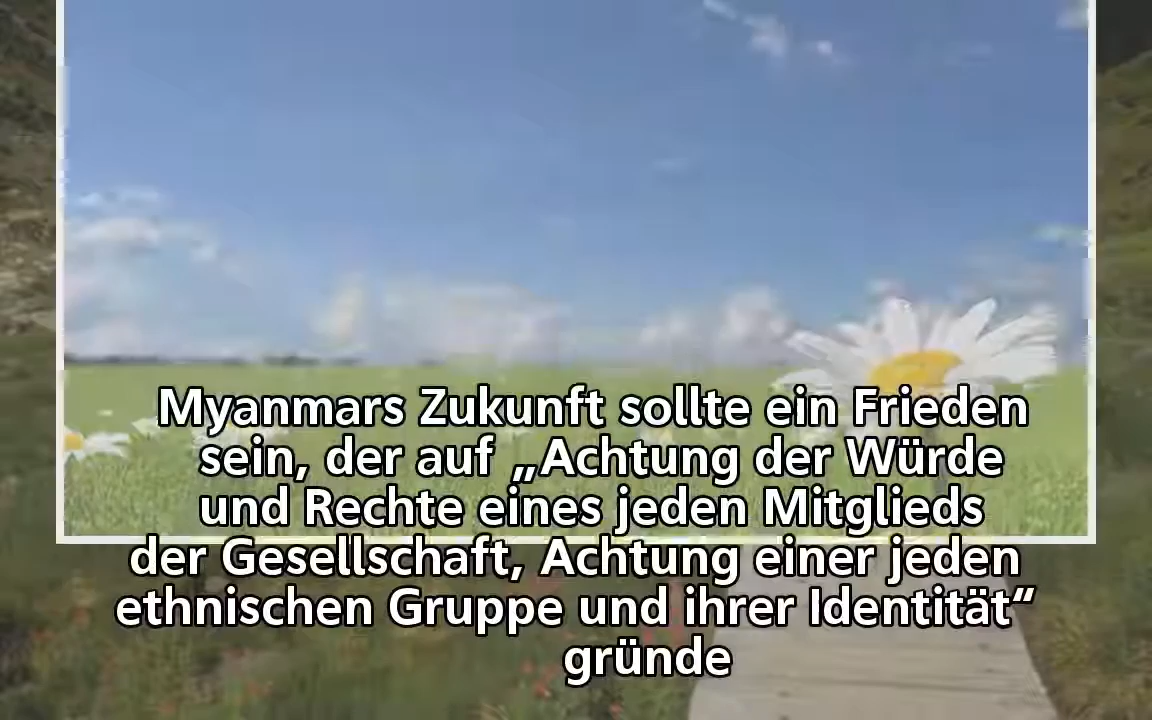 Myanmars Zukunft sollte ein Frieden
sein, der auf „Achtung der Würde
und Rechte eines jeden Mitglieds
der Gesellschaft, Achtung einer jeden
ethnischen Gruppe und ihrer Identität“
gründe